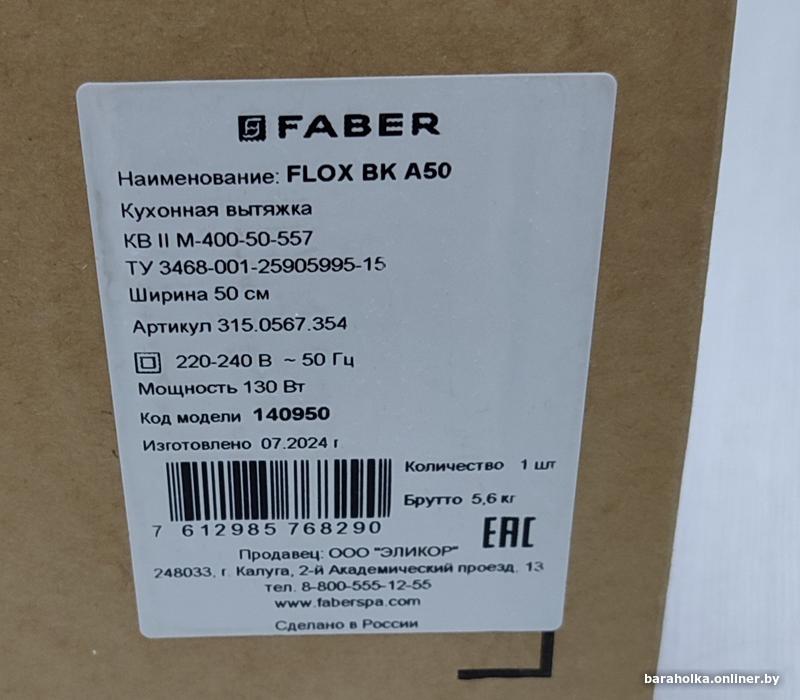 FABER
Наименование: FLOX BK A50
Кухонная вытяжка
КВ II М-400-50-557
ТУ 3468-001-25905995-15
Ширина 50 см
Артикул 315.0567.354
220-240 В ~ 50 Гц
Мощность 130 Вт
Код модели 140950
Изготовлено 07.2024 г
Количество 1 шт
Брутто 5,6 кг
7 612985 768290
EAC
Продавец: ООО "ЭЛИКОР"
248033, г. Калуга, 2-й Академический проезд, 13
тел. 8-800-555-12-55
www.faberspa.com
Сделано в России
baraholka.onliner.by